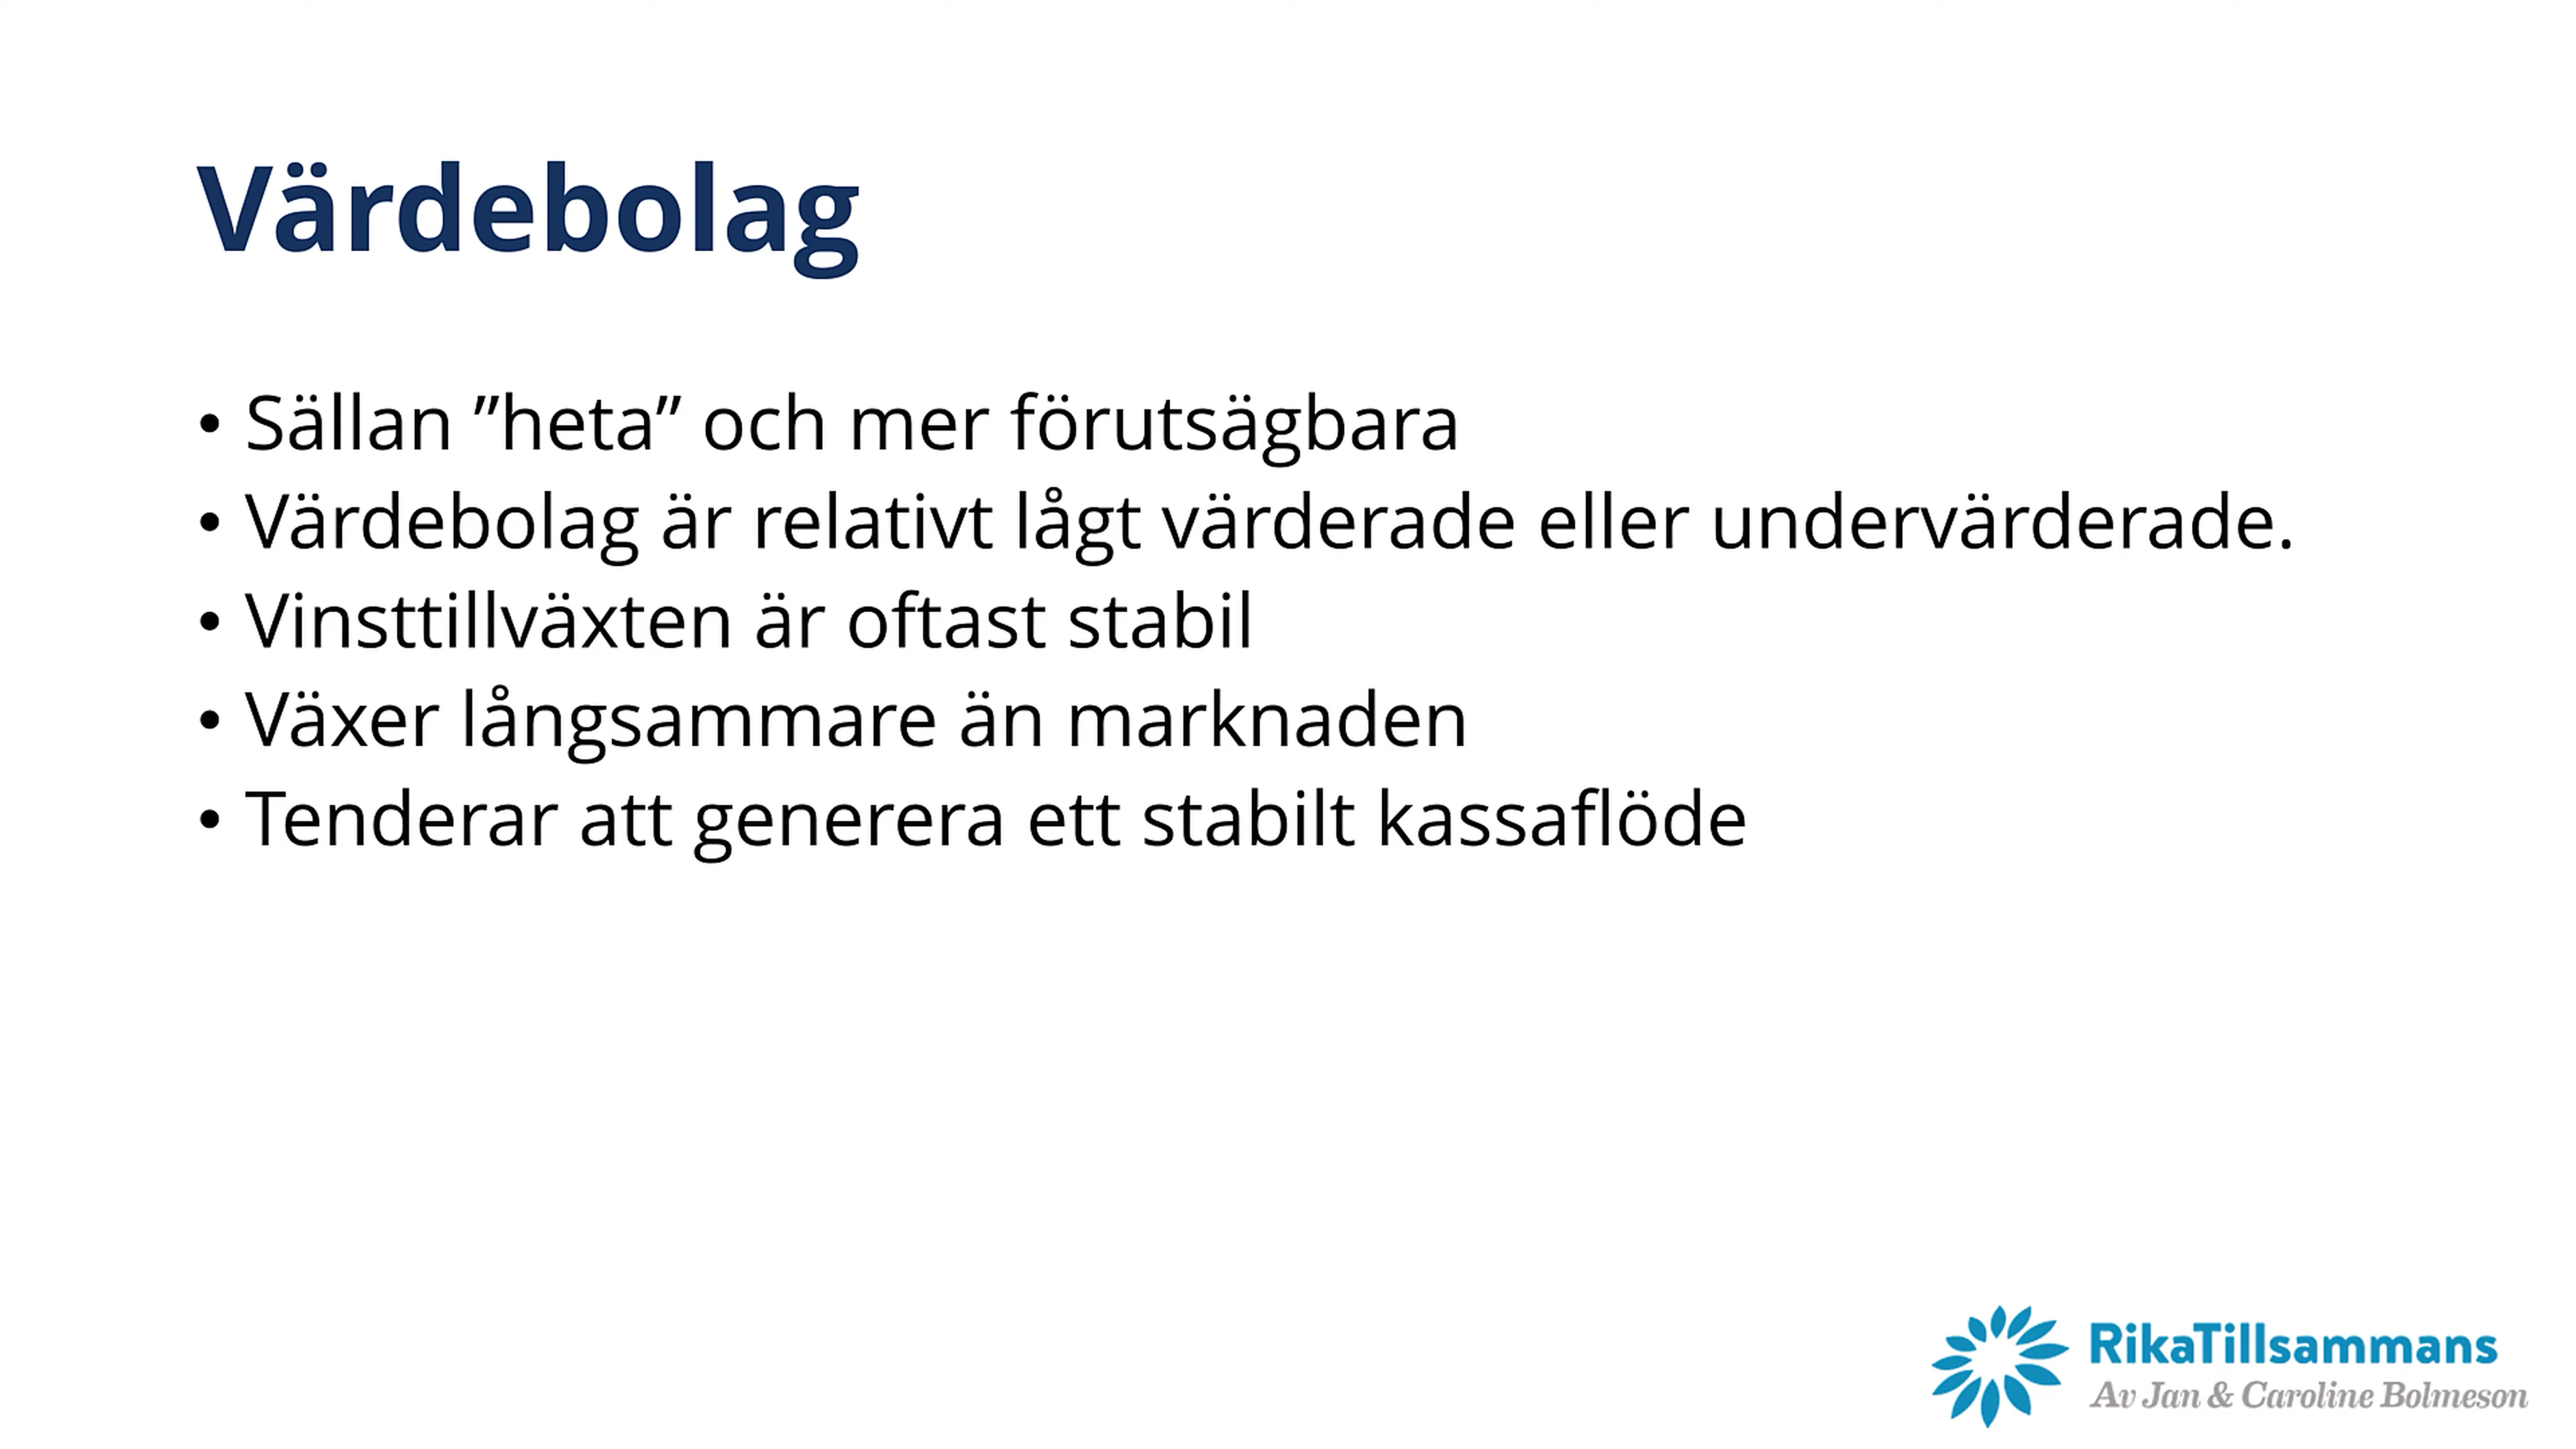 Värdebolag
• Sällan ”heta” och mer förutsägbara
• Värdebolag är relativt lågt värderade eller undervärderade.
• Vinsttillväxten är oftast stabil
• Växer långsammare än marknaden
• Tenderar att generera ett stabilt kassaflöde
RikaTillsammans
Av Jan & Caroline Bolmeson